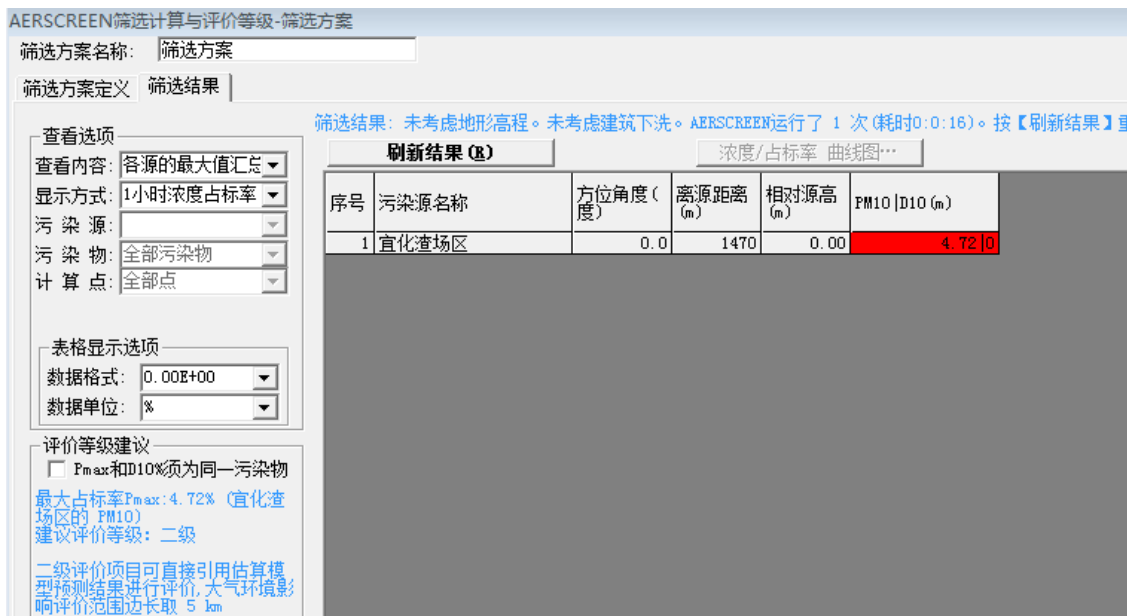 AERSCREEN筛选计算与评价等级-筛选方案
筛选方案名称: 筛选方案
筛选方案定义 筛选结果
筛选结果: 未考虑地形高程。未考虑建筑下洗。AERSCREEN运行了 1 次(耗时0:0:16)。按【刷新结果】重
查看选项
查看内容: 各源的最大值汇总
显示方式: 1小时浓度占标率
污 染 源:
污 染 物: 全部污染物
计 算 点: 全部点
刷新结果(R) 浓度/占标率 曲线图…
序号 污染源名称 方位角度(度) 离源距离(m) 相对源高(m) PM10|D10(m)
1 宜化渣场区 0.0 1470 0.00 4.72|0
表格显示选项
数据格式: 0.00E+00
数据单位: %
评价等级建议
Pmax和D10%须为同一污染物
最大占标率Pmax:4.72% (宜化渣
场区的 PM10)
建议评价等级: 二级
二级评价项目可直接引用估算模
型预测结果进行评价,大气环境影
响评价范围边长取 5 km